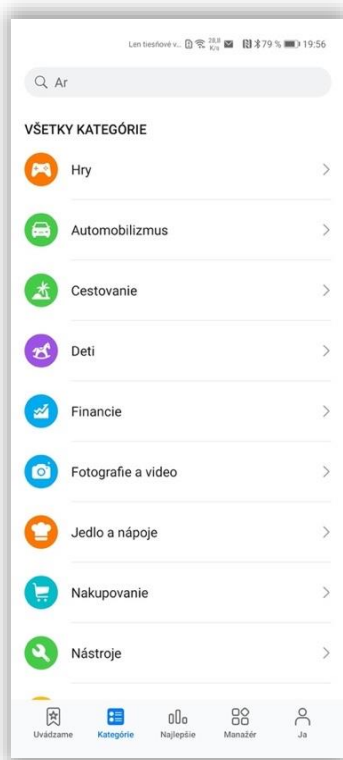 Len tiesňové v... 28,8 K/s 79 % 19:56
Ar
VŠETKY KATEGÓRIE
Hry
Automobilizmus
Cestovanie
Deti
Financie
Fotografie a video
Jedlo a nápoje
Nakupovanie
Nástroje
Uvádzame Kategórie Najlepšie Manažér Ja